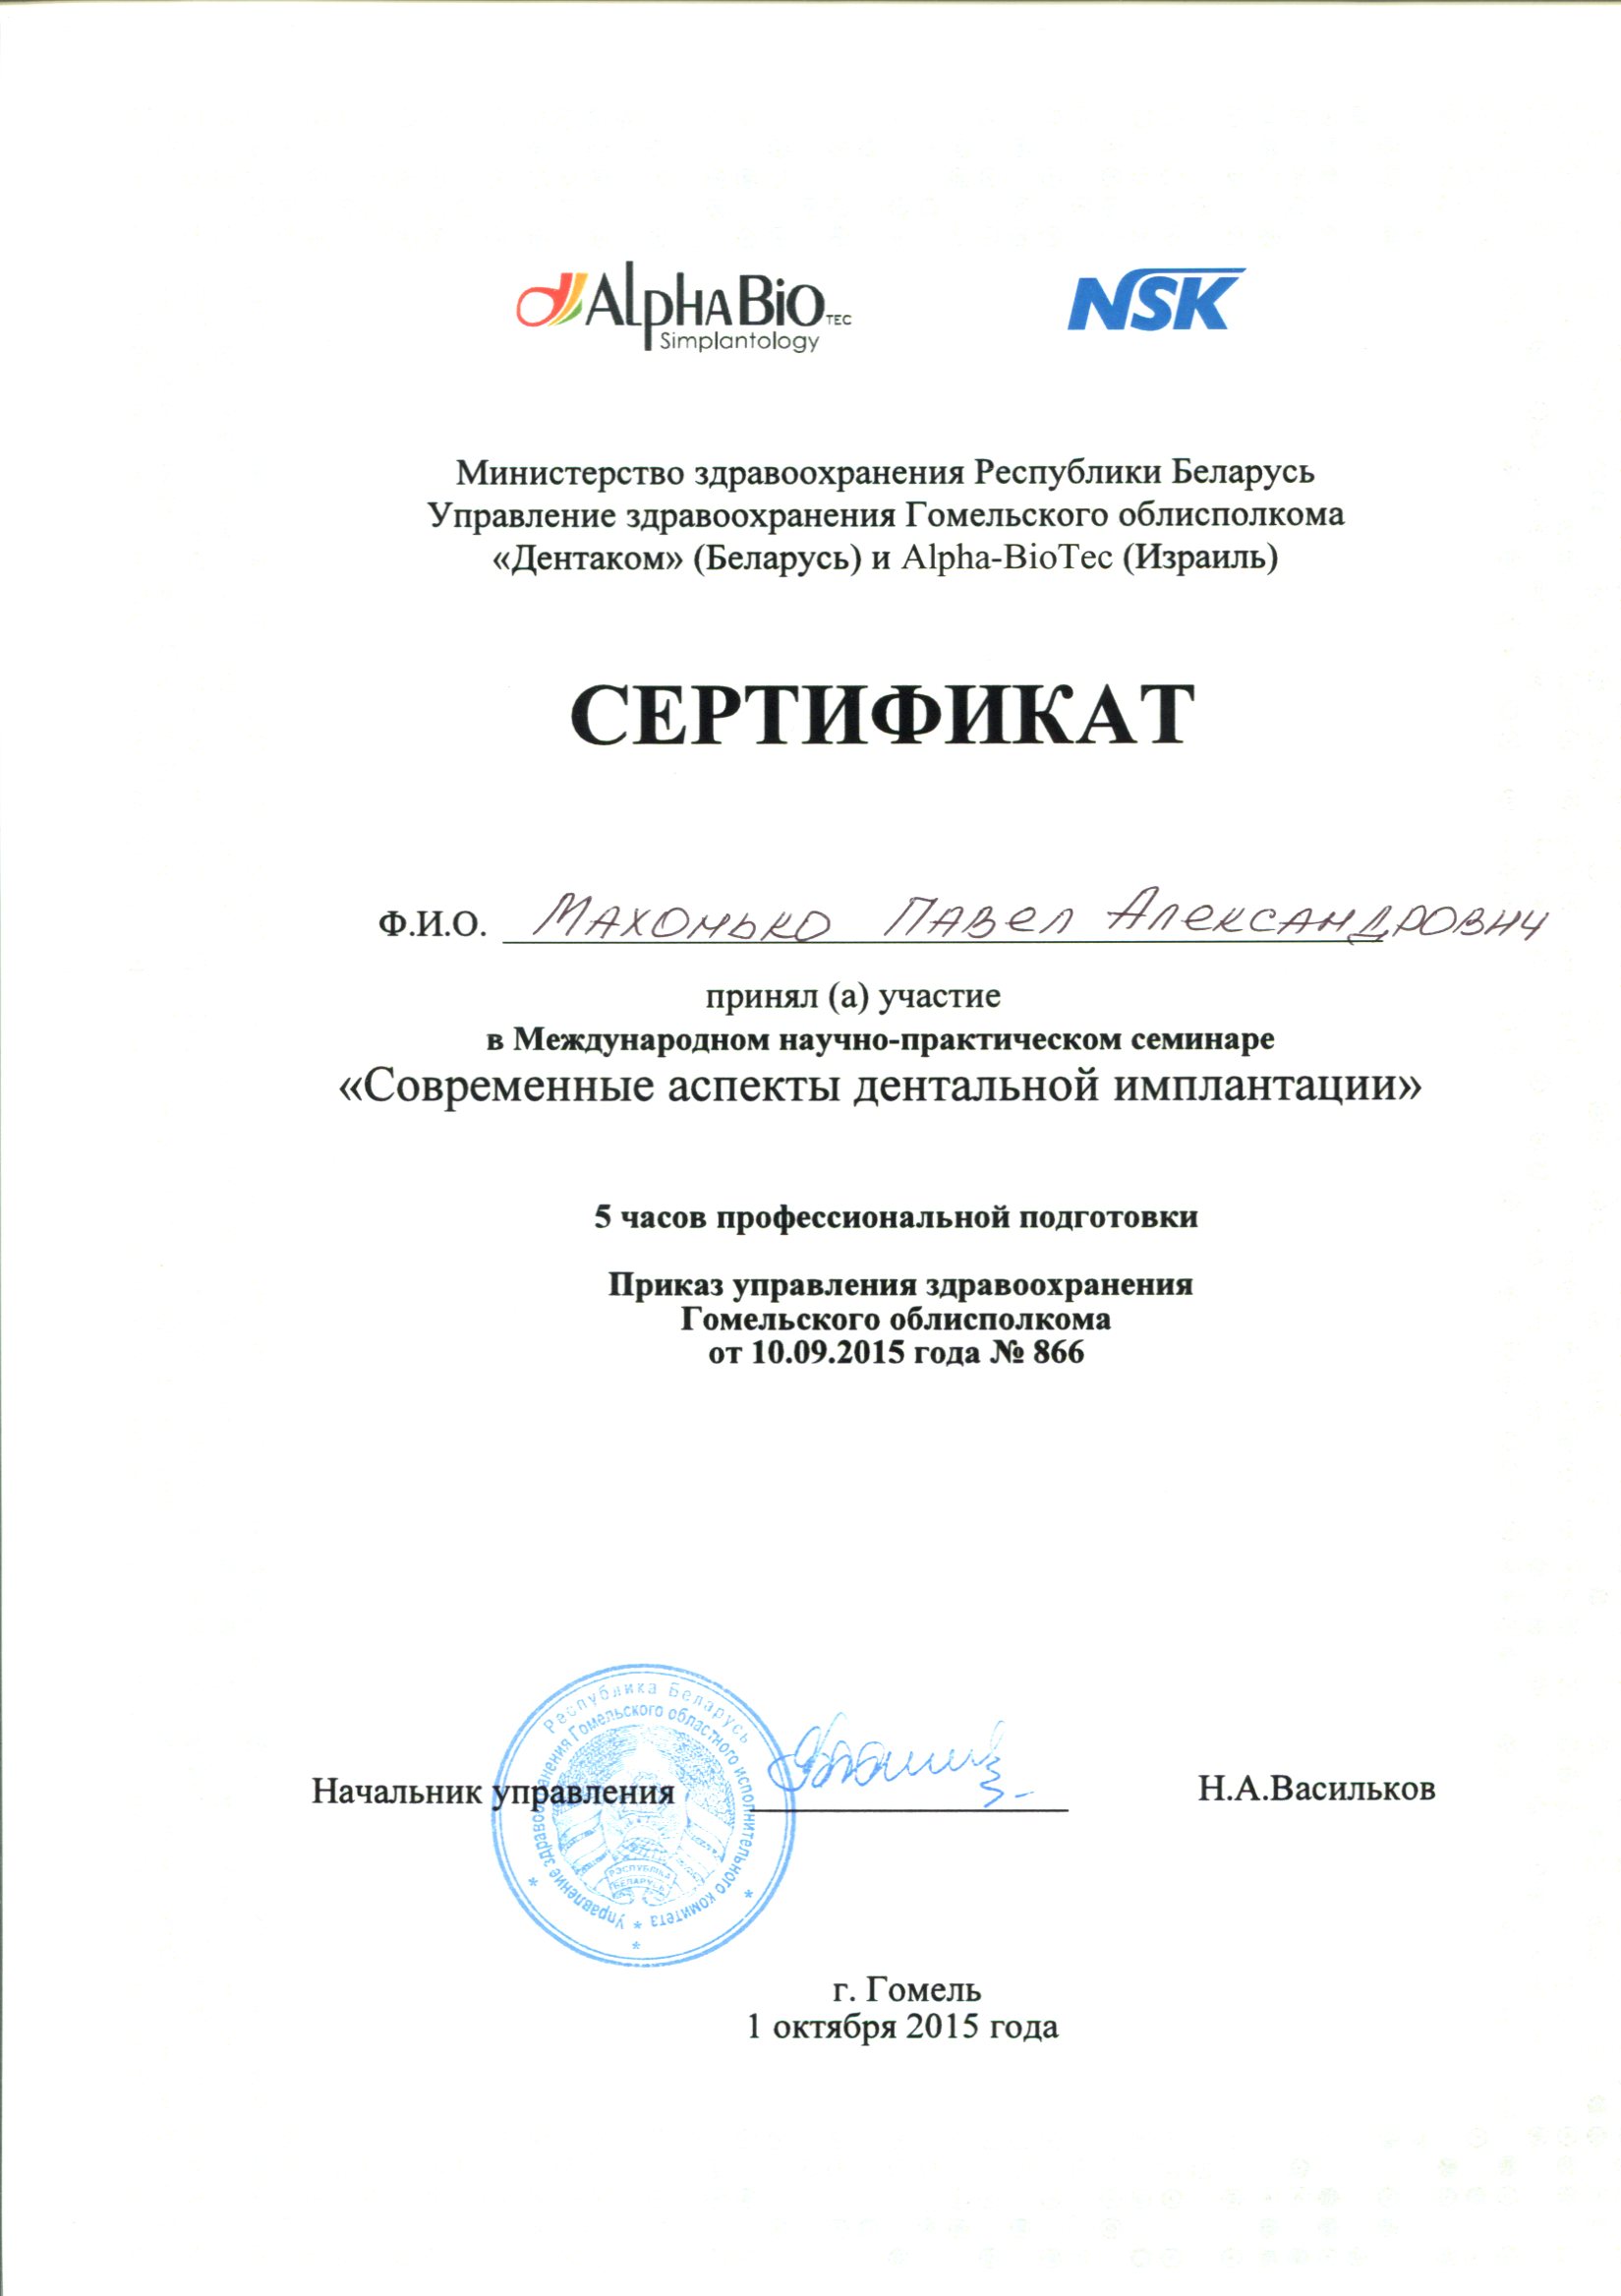 AlphaBio TEC
Simplantology
NSK
Министерство здравоохранения Республики Беларусь
Управление здравоохранения Гомельского облисполкома
«Дентаком» (Беларусь) и Alpha-BioTec (Израиль)
СЕРТИФИКАТ
Ф.И.О. Махонько Павел Александрович
принял (а) участие
в Международном научно-практическом семинаре
«Современные аспекты дентальной имплантации»
5 часов профессиональной подготовки
Приказ управления здравоохранения
Гомельского облисполкома
от 10.09.2015 года № 866
Республика Беларусь
Управление здравоохранения Гомельского областного исполнительного комитета
РЭСПУБЛІКА
БЕЛАРУСЬ
Начальник управления Н.А.Васильков
г. Гомель
1 октября 2015 года